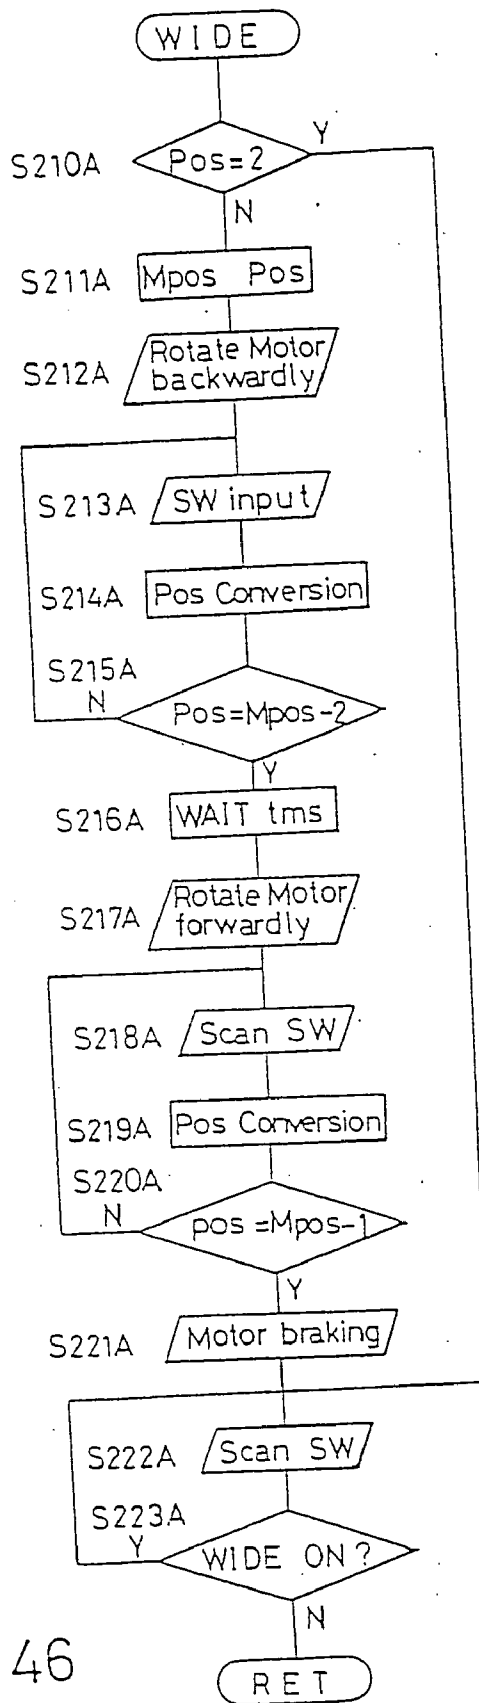 WIDE
Y
S210A Pos=2
N
S211A Mpos Pos
S212A Rotate Motor
backwardly
S213A SW input
S214A Pos Conversion
S215A
N Pos=Mpos-2
Y
S216A WAIT tms
S217A Rotate Motor
forwardly
S218A Scan SW
S219A Pos Conversion
S220A
N pos=Mpos-1
Y
S221A Motor braking
S222A Scan SW
S223A
Y WIDE ON?
N
46 RET